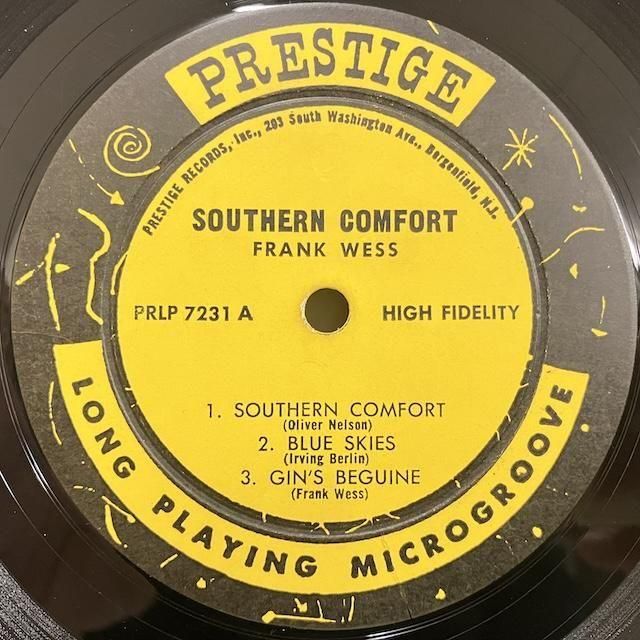 PRESTIGE
PRESTIGE RECORDS, Inc., 203 South Washington Ave., Bergenfield, N.J.
SOUTHERN COMFORT
FRANK WESS
PRLP 7231 A HIGH FIDELITY
1. SOUTHERN COMFORT
(Oliver Nelson)
2. BLUE SKIES
(Irving Berlin)
3. GIN'S BEGUINE
(Frank Wess)
LONG PLAYING MICROGROOVE